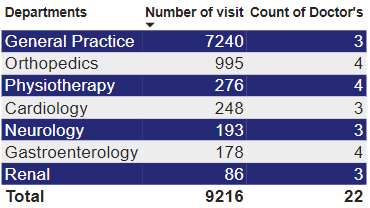 Departments Number of visit Count of Doctor's
General Practice 7240 3
Orthopedics 995 4
Physiotherapy 276 4
Cardiology 248 3
Neurology 193 3
Gastroenterology 178 4
Renal 86 3
Total 9216 22